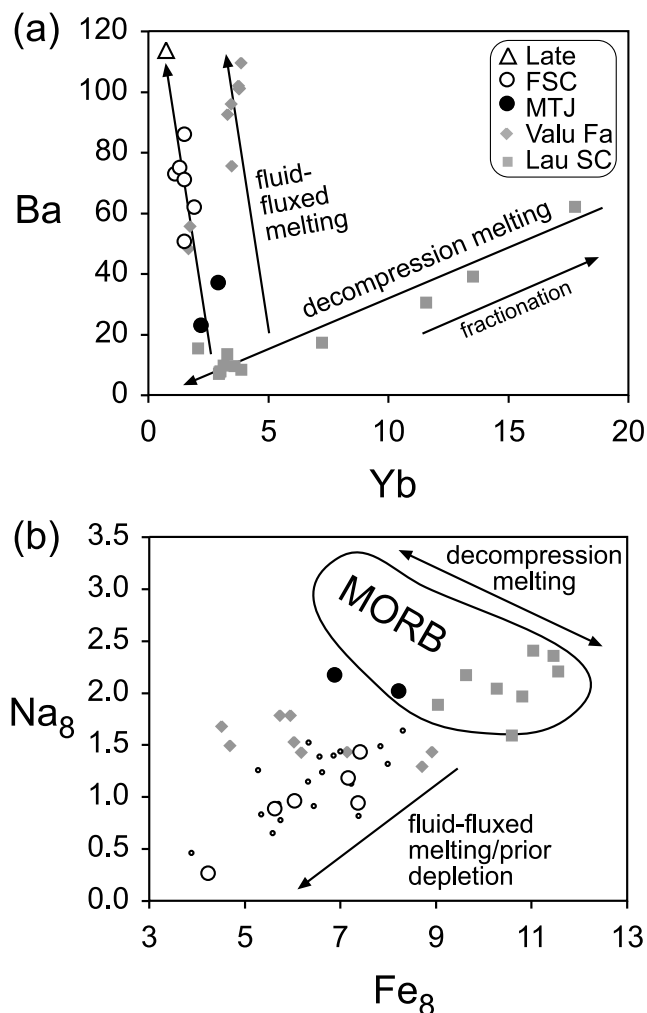 (a)
120
100
80
60
40
20
0
Ba
0
5
10
15
20
Yb
Late
FSC
MTJ
Valu Fa
Lau SC
fluid-
fluxed
melting
decompression melting
fractionation
(b)
3.5
3.0
2.5
2.0
1.5
1.0
0.5
0.0
Na₈
3
5
7
9
11
13
Fe₈
MORB
decompression
melting
fluid-fluxed
melting/prior
depletion